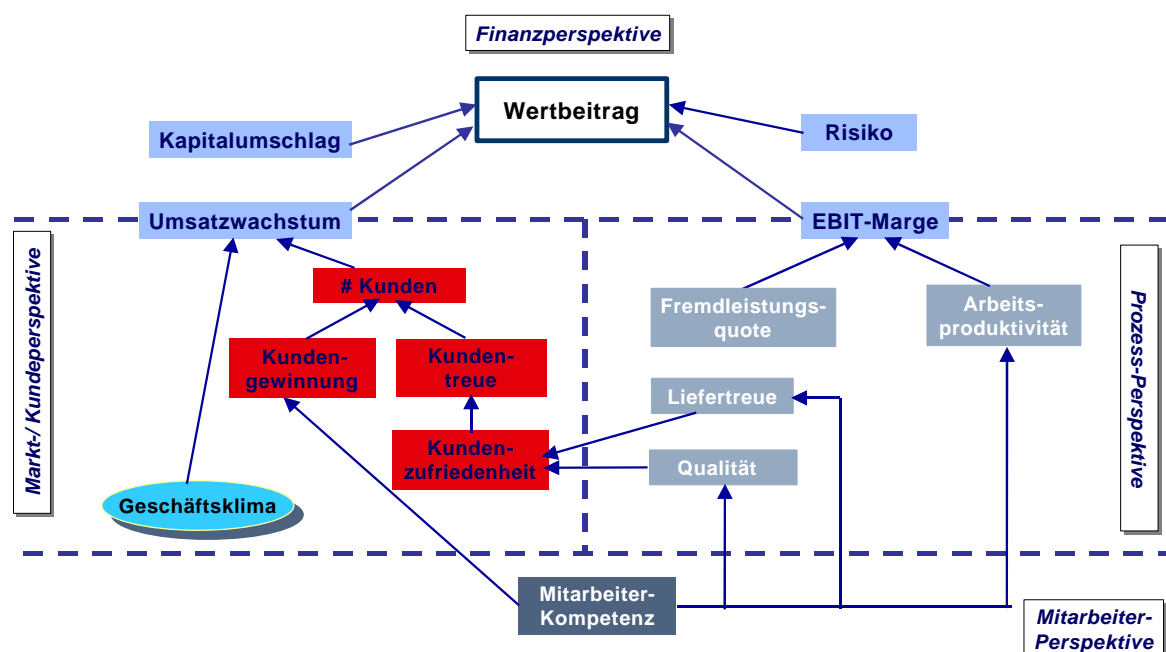 Finanzperspektive
Wertbeitrag
Kapitalumschlag
Risiko
Umsatzwachstum
EBIT-Marge
Markt-/ Kundeperspektive
# Kunden
Fremdleistungs-
quote
Arbeits-
produktivität
Prozess-Perspektive
Kunden-
gewinnung
Kunden-
treue
Liefertreue
Kunden-
zufriedenheit
Qualität
Geschäftsklima
Mitarbeiter-
Kompetenz
Mitarbeiter-
Perspektive